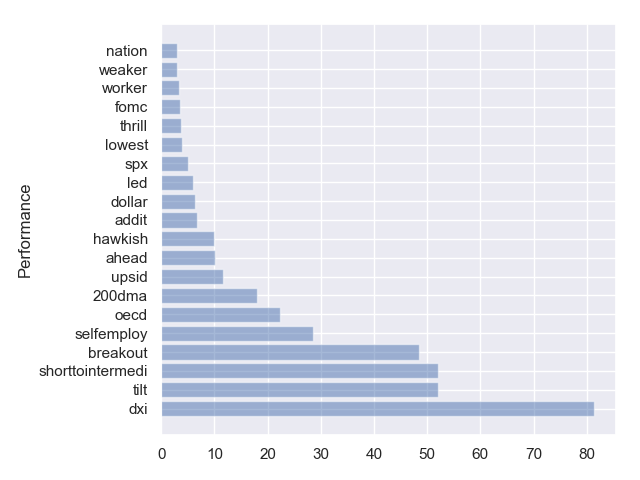 Performance
nation
weaker
worker
fomc
thrill
lowest
spx
led
dollar
addit
hawkish
ahead
upsid
200dma
oecd
selfemploy
breakout
shorttointermedi
tilt
dxi
0 10 20 30 40 50 60 70 80